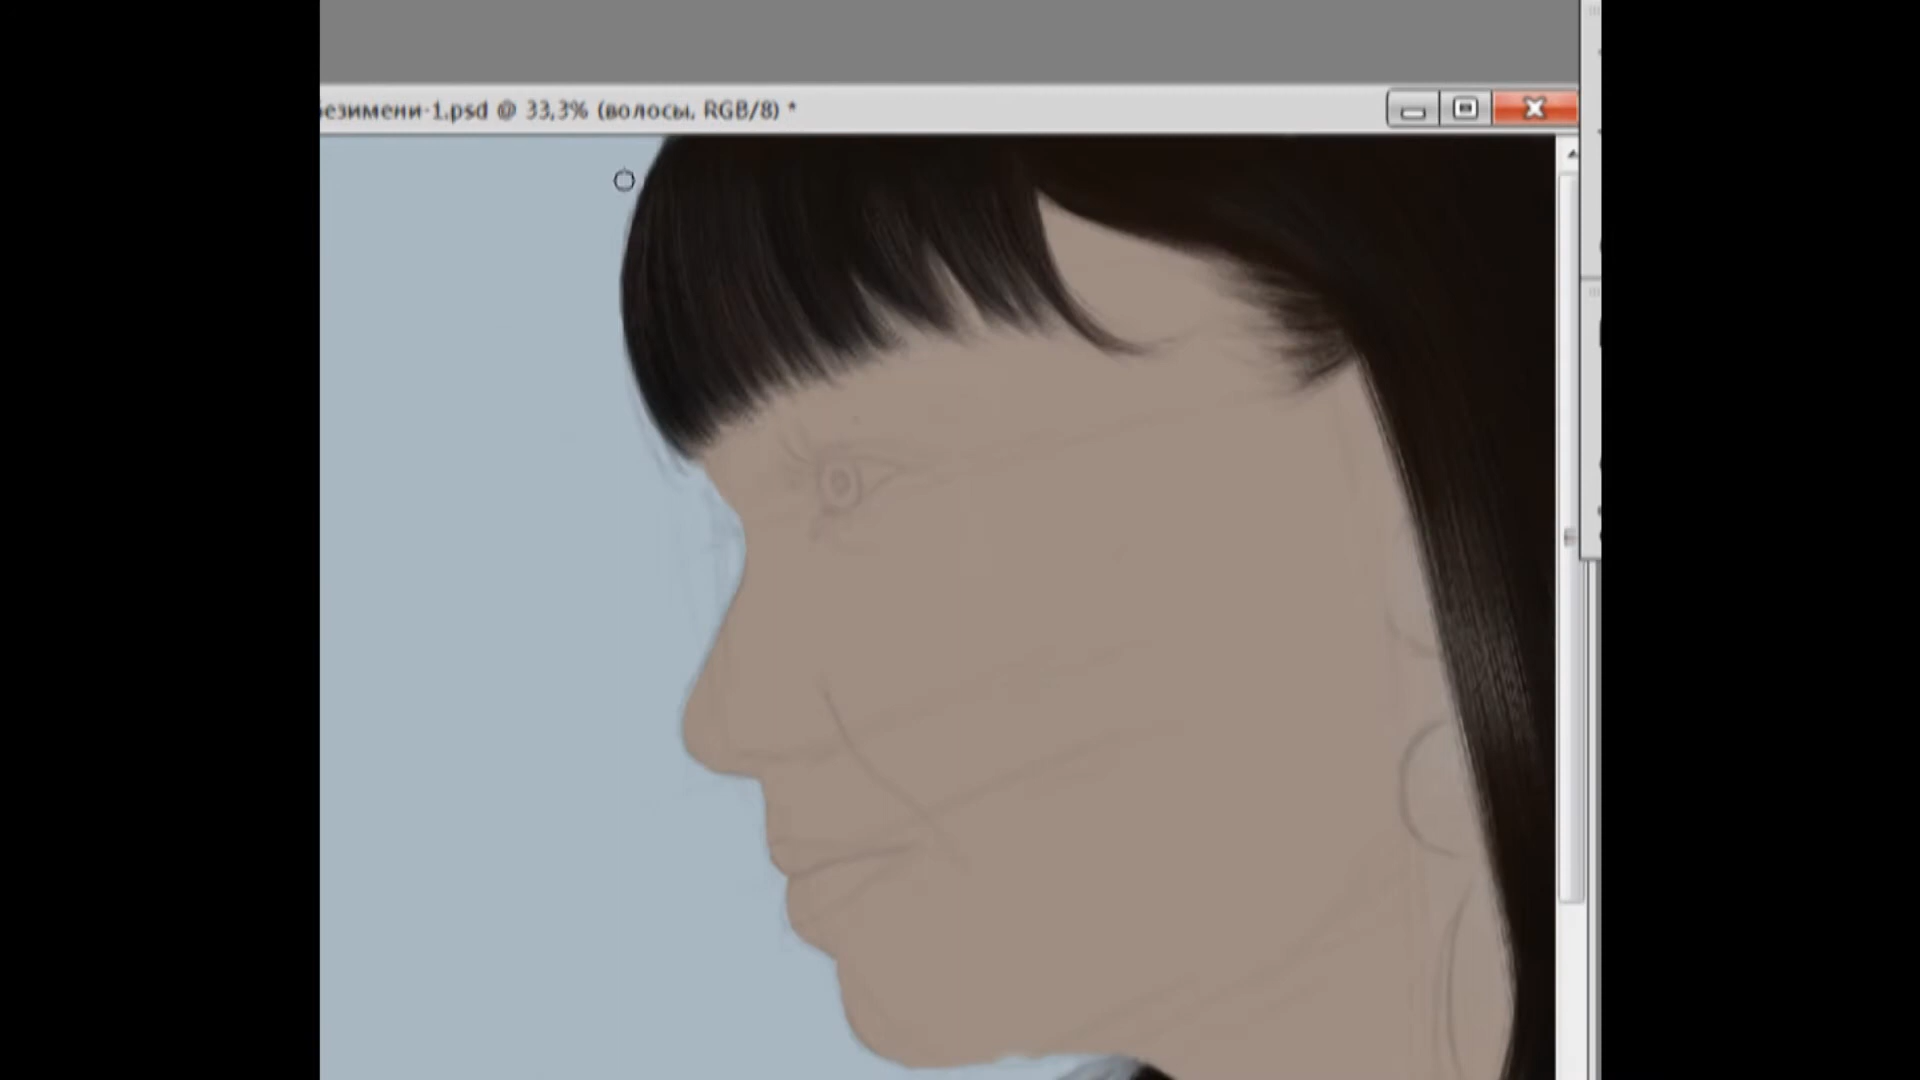 езимени-1.psd @ 33,3% (волосы, RGB/8) *